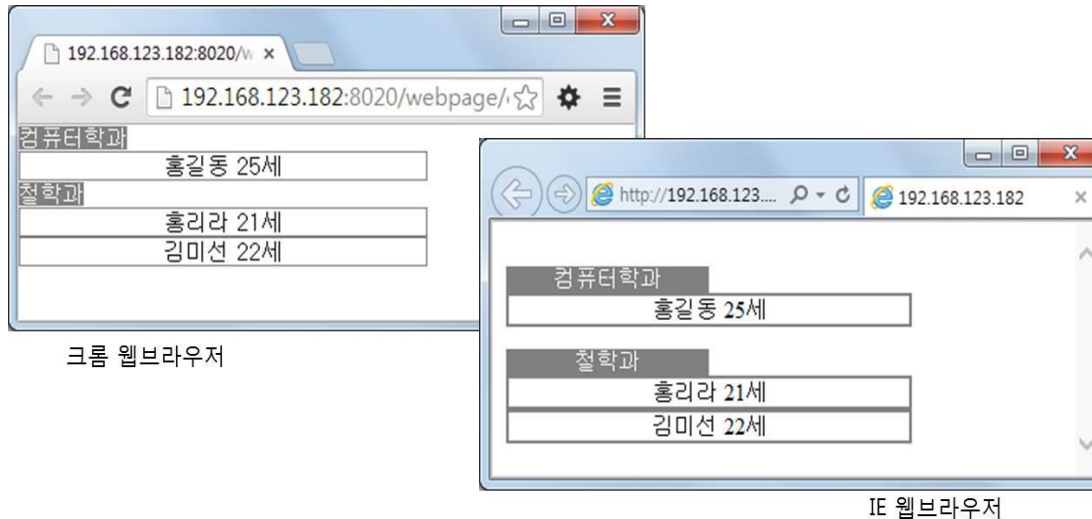 192.168.123.182:8020/w
192.168.123.182:8020/webpage/
컴퓨터학과
홍길동 25세
철학과
홍리라 21세
김미선 22세
크롬 웹브라우저
http://192.168.123....
192.168.123.182
컴퓨터학과
홍길동 25세
철학과
홍리라 21세
김미선 22세
IE 웹브라우저